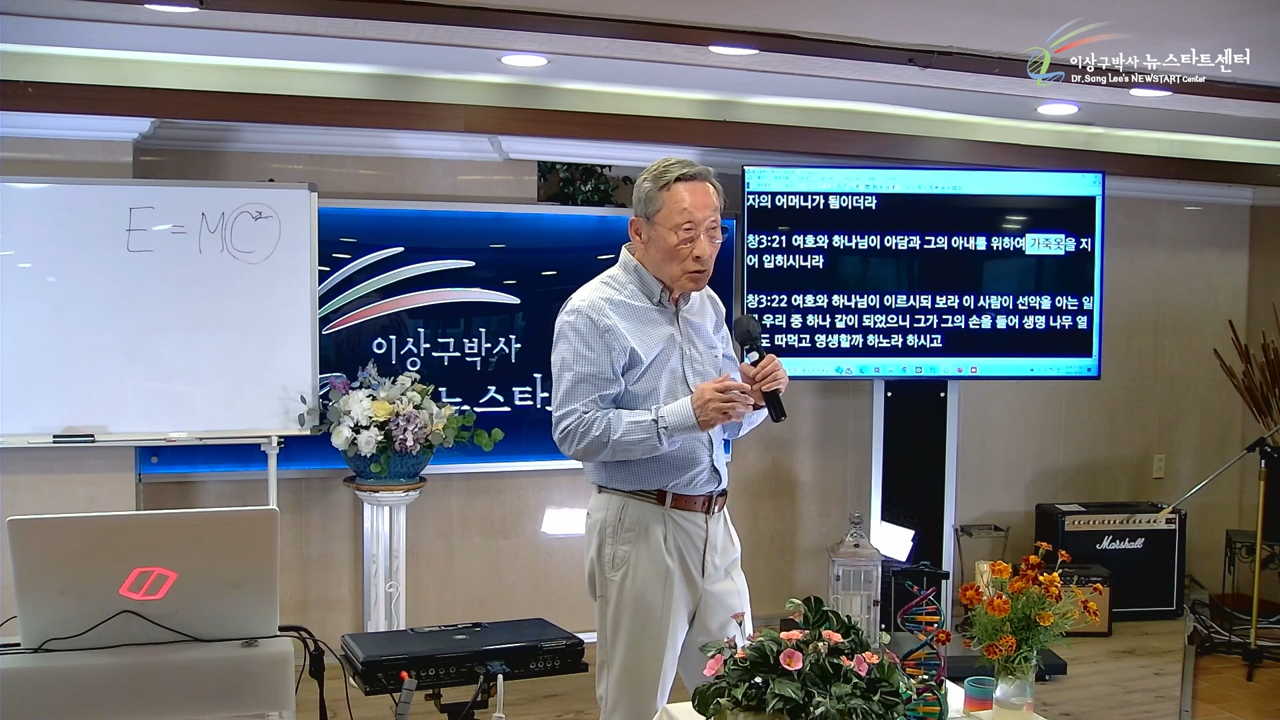 이상구박사 뉴스타트센터
Dr. Sang Lee's NEWSTART Center
E = MC²
이상구박사
뉴스타
자의 어머니가 됨이더라
창3:21 여호와 하나님이 아담과 그의 아내를 위하여 가죽옷을 지
어 입히시니라
창3:22 여호와 하나님이 이르시되 보라 이 사람이 선악을 아는 일
우리 중 하나 같이 되었으니 그가 그의 손을 들어 생명 나무 열
도 따먹고 영생할까 하노라 하시고
Marshall